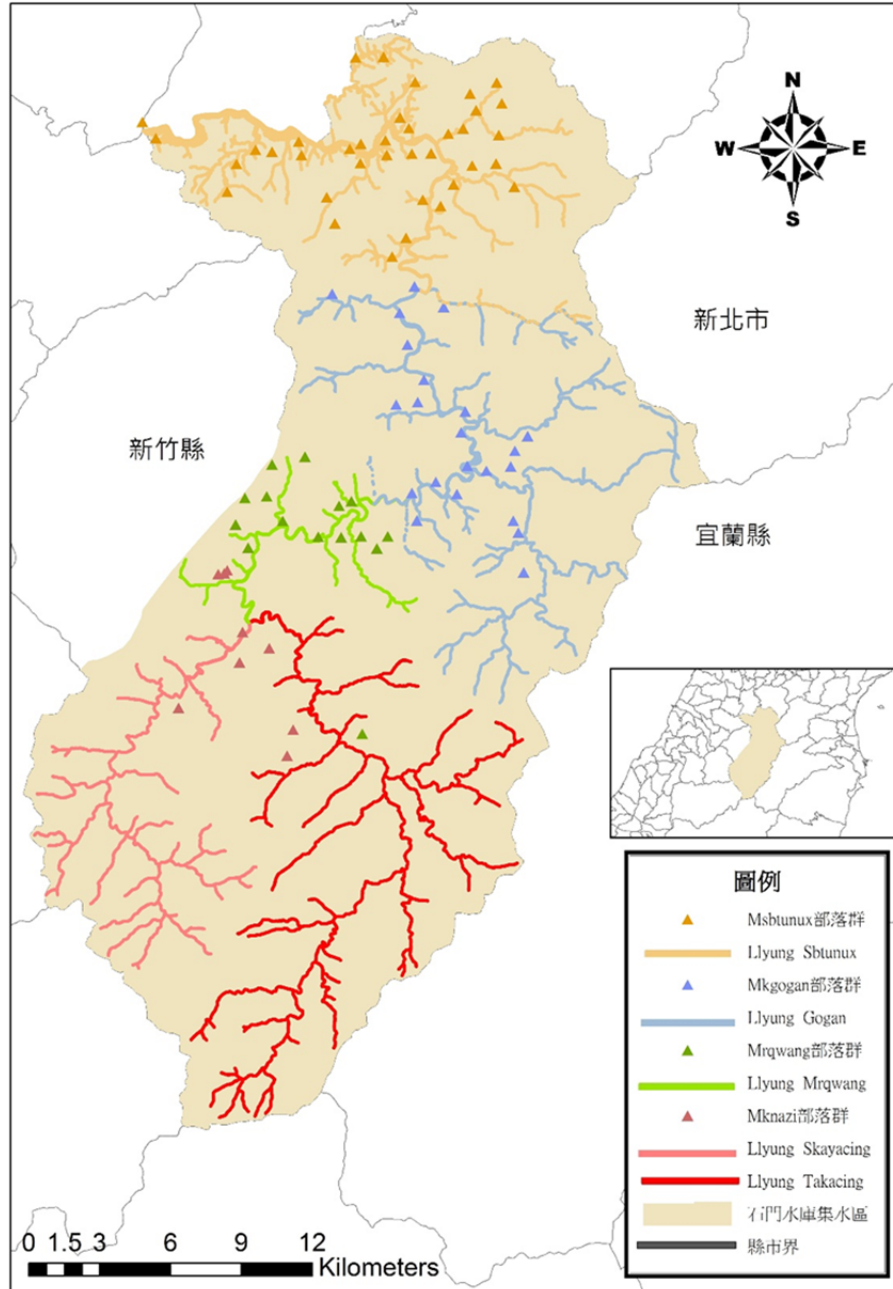 N
W E
S
新北市
新竹縣
宜蘭縣
圖例
Msbtunux部落群
Llyung Sbtunux
Mkgogan部落群
Llyung Gogan
Mrqwang部落群
Llyung Mrqwang
Mknazi部落群
Llyung Skayacing
Llyung Takacing
石門水庫集水區
縣市界
0 1.5 3 6 9 12
Kilometers